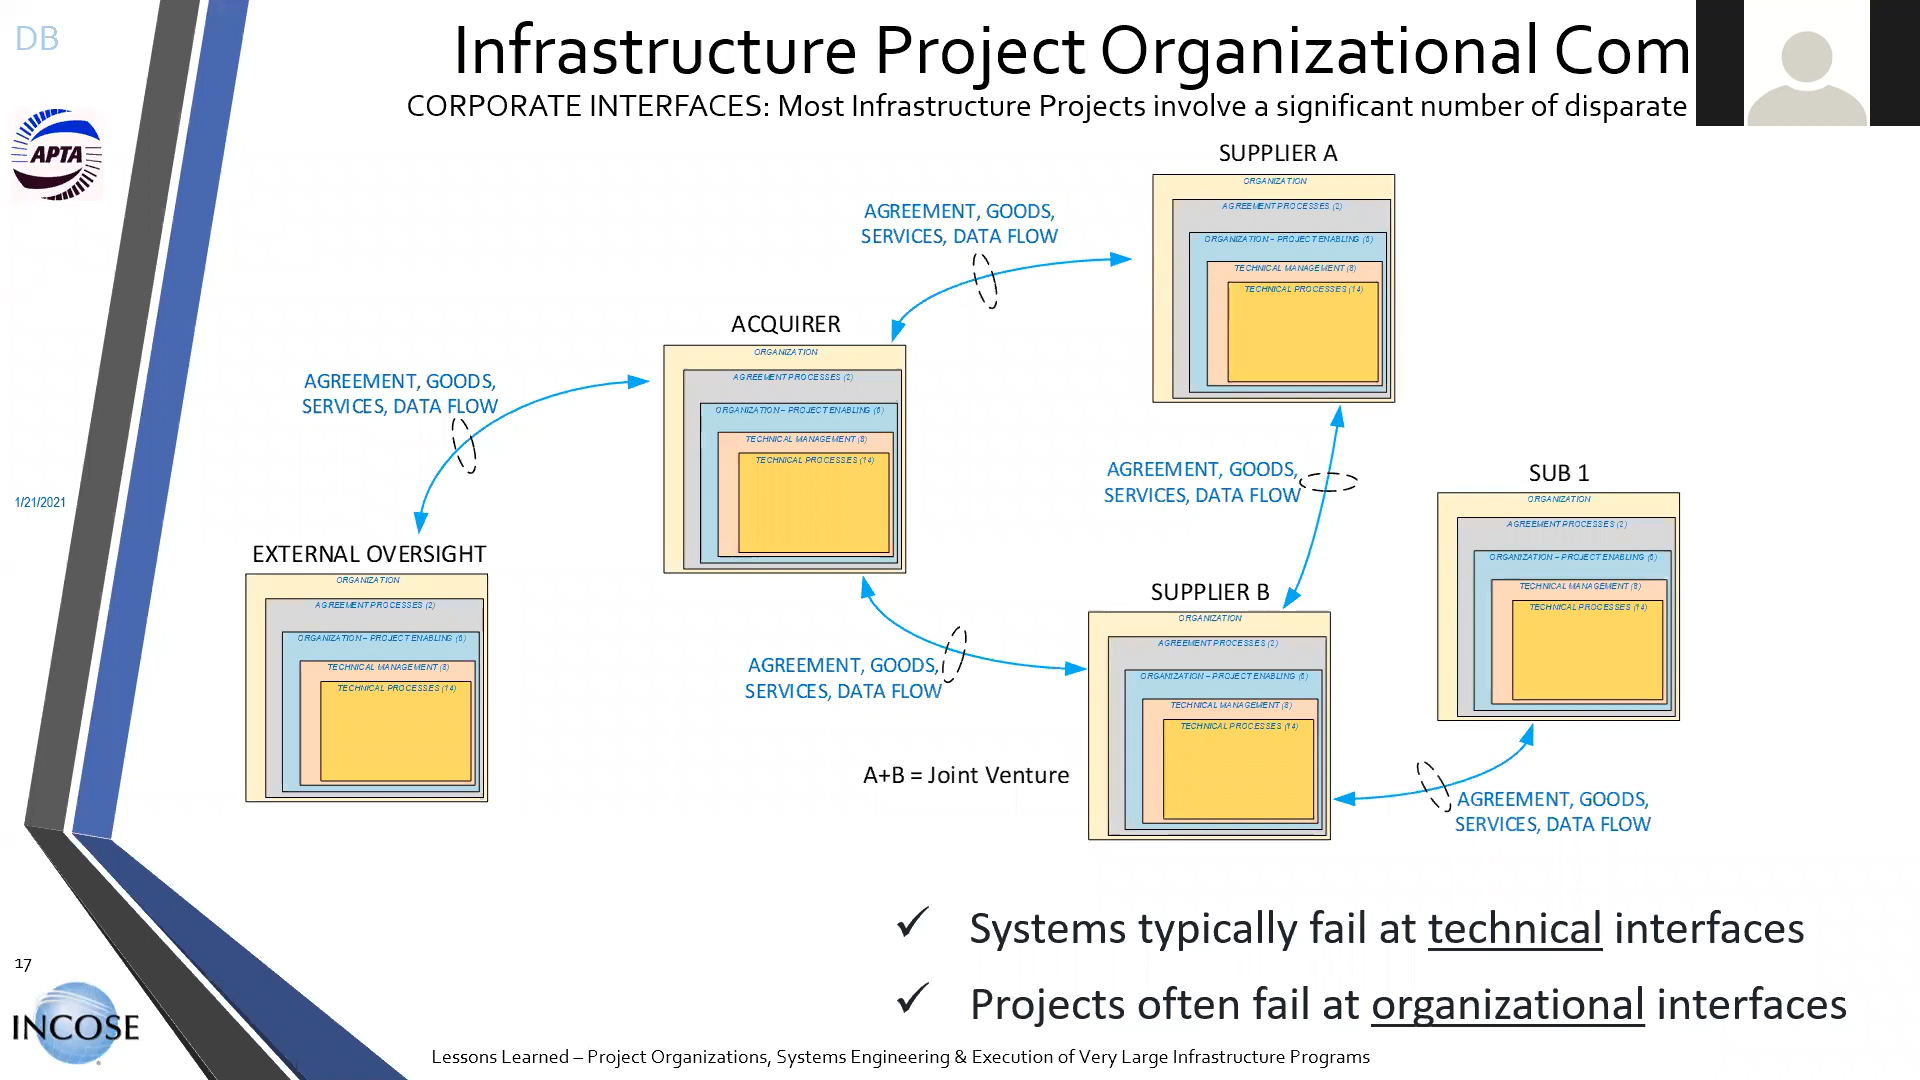 DB
Infrastructure Project Organizational Com
CORPORATE INTERFACES: Most Infrastructure Projects involve a significant number of disparate
APTA
SUPPLIER A
ORGANIZATION
AGREEMENT PROCESSES (2)
ORGANIZATION – PROJECT ENABLING (6)
TECHNICAL MANAGEMENT (8)
TECHNICAL PROCESSES (14)
AGREEMENT, GOODS,
SERVICES, DATA FLOW
ACQUIRER
ORGANIZATION
AGREEMENT PROCESSES (2)
ORGANIZATION – PROJECT ENABLING (6)
TECHNICAL MANAGEMENT (8)
TECHNICAL PROCESSES (14)
AGREEMENT, GOODS,
SERVICES, DATA FLOW
AGREEMENT, GOODS,
SERVICES, DATA FLOW
SUB 1
ORGANIZATION
AGREEMENT PROCESSES (2)
ORGANIZATION – PROJECT ENABLING (6)
TECHNICAL MANAGEMENT (8)
TECHNICAL PROCESSES (14)
1/21/2021
EXTERNAL OVERSIGHT
ORGANIZATION
AGREEMENT PROCESSES (2)
ORGANIZATION – PROJECT ENABLING (6)
TECHNICAL MANAGEMENT (8)
TECHNICAL PROCESSES (14)
SUPPLIER B
ORGANIZATION
AGREEMENT PROCESSES (2)
ORGANIZATION – PROJECT ENABLING (6)
TECHNICAL MANAGEMENT (8)
TECHNICAL PROCESSES (14)
AGREEMENT, GOODS,
SERVICES, DATA FLOW
A+B = Joint Venture
AGREEMENT, GOODS,
SERVICES, DATA FLOW
✓ Systems typically fail at technical interfaces
17
✓ Projects often fail at organizational interfaces
INCOSE
Lessons Learned – Project Organizations, Systems Engineering & Execution of Very Large Infrastructure Programs